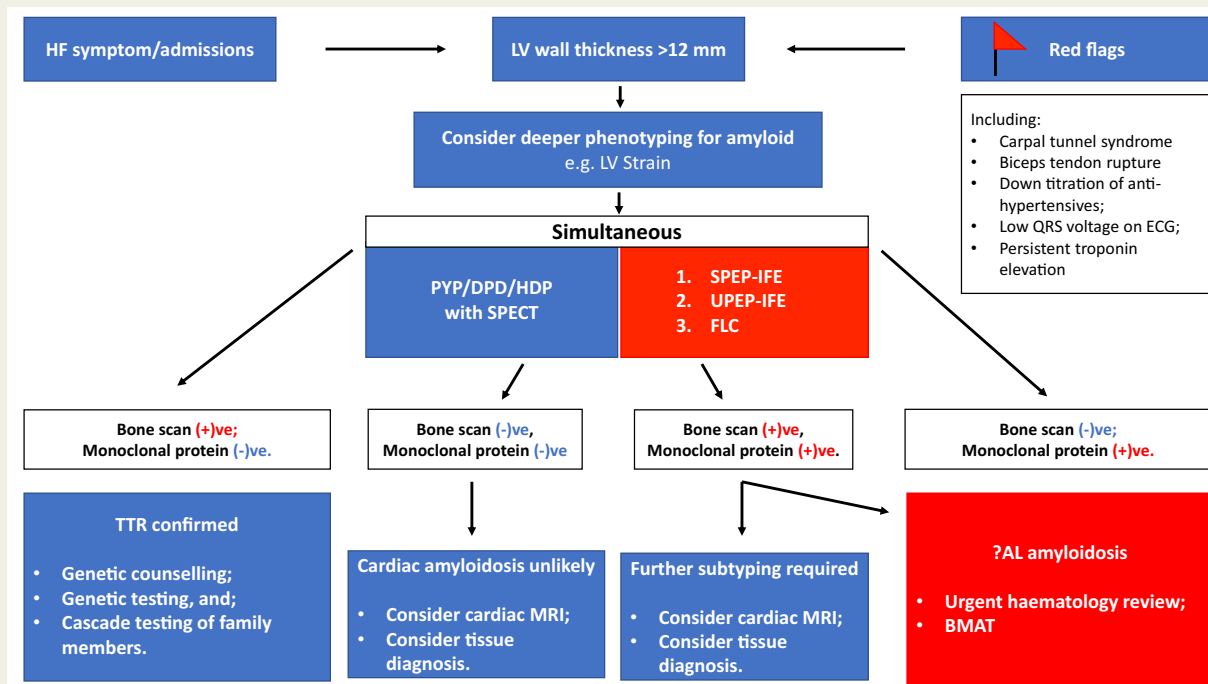 HF symptom/admissions
LV wall thickness >12 mm
Red flags
Including:
• Carpal tunnel syndrome
• Biceps tendon rupture
• Down titration of anti-
hypertensives;
• Low QRS voltage on ECG;
• Persistent troponin
elevation
Consider deeper phenotyping for amyloid
e.g. LV Strain
Simultaneous
PYP/DPD/HDP
with SPECT
1. SPEP-IFE
2. UPEP-IFE
3. FLC
Bone scan (+)ve;
Monoclonal protein (-)ve.
Bone scan (-)ve,
Monoclonal protein (-)ve
Bone scan (+)ve,
Monoclonal protein (+)ve.
Bone scan (-)ve;
Monoclonal protein (+)ve.
TTR confirmed
• Genetic counselling;
• Genetic testing, and;
• Cascade testing of family
members.
Cardiac amyloidosis unlikely
• Consider cardiac MRI;
• Consider tissue
diagnosis.
Further subtyping required
• Consider cardiac MRI;
• Consider tissue
diagnosis.
?AL amyloidosis
• Urgent haematology review;
• BMAT